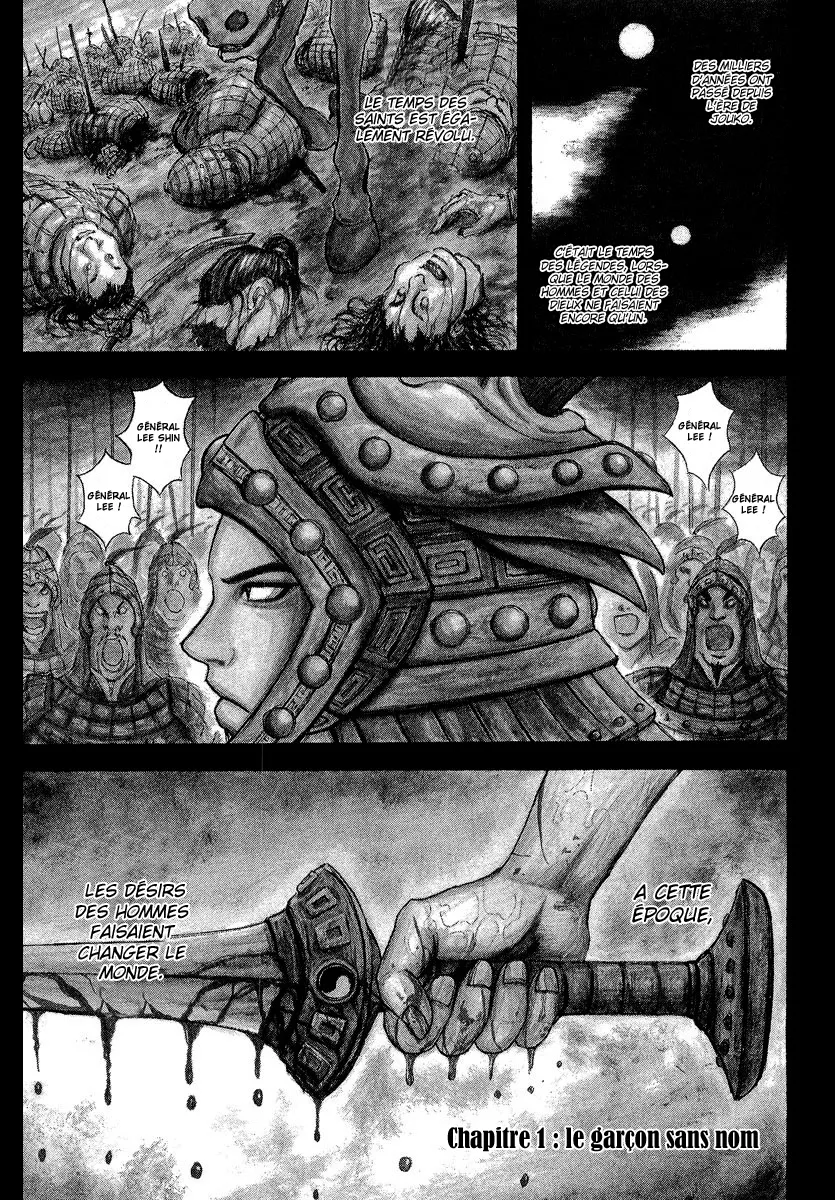 DES MILLIERS
D'ANNÉES ONT
PASSÉ DEPUIS
L'ÈRE DE
JOUKO.
C'ÉTAIT LE TEMPS
DES LÉGENDES, LORS-
QUE LE MONDE DES
HOMMES ET CELUI DES
DIEUX NE FAISAIENT
ENCORE QU'UN.
LE TEMPS DES
SAINTS EST ÉGA-
LEMENT RÉVOLU.
GÉNÉRAL
LEE !
GÉNÉRAL
LEE !
GÉNÉRAL
LEE SHIN
!!
GÉNÉRAL
LEE !
A CETTE
ÉPOQUE,
LES DÉSIRS
DES HOMMES
FAISAIENT
CHANGER LE
MONDE.
Chapitre 1 : le garçon sans nom